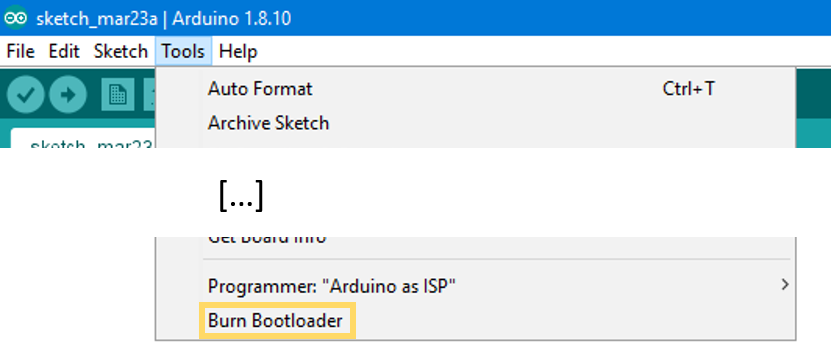 sketch_mar23a | Arduino 1.8.10
File Edit Sketch Tools Help
Auto Format Ctrl+T
Archive Sketch
sketch_mar23
[...]
Get Board Info
Programmer: "Arduino as ISP"
Burn Bootloader